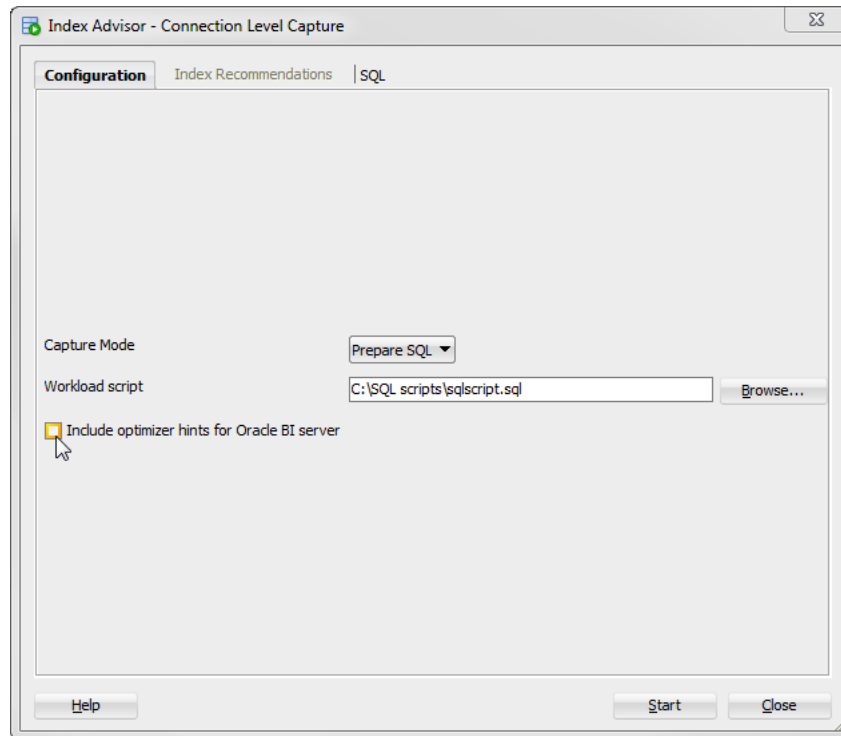 Index Advisor - Connection Level Capture
Configuration Index Recommendations SQL
Capture Mode Prepare SQL
Workload script C:\SQL scripts\sqlscript.sql Browse...
Include optimizer hints for Oracle BI server
Help Start Close